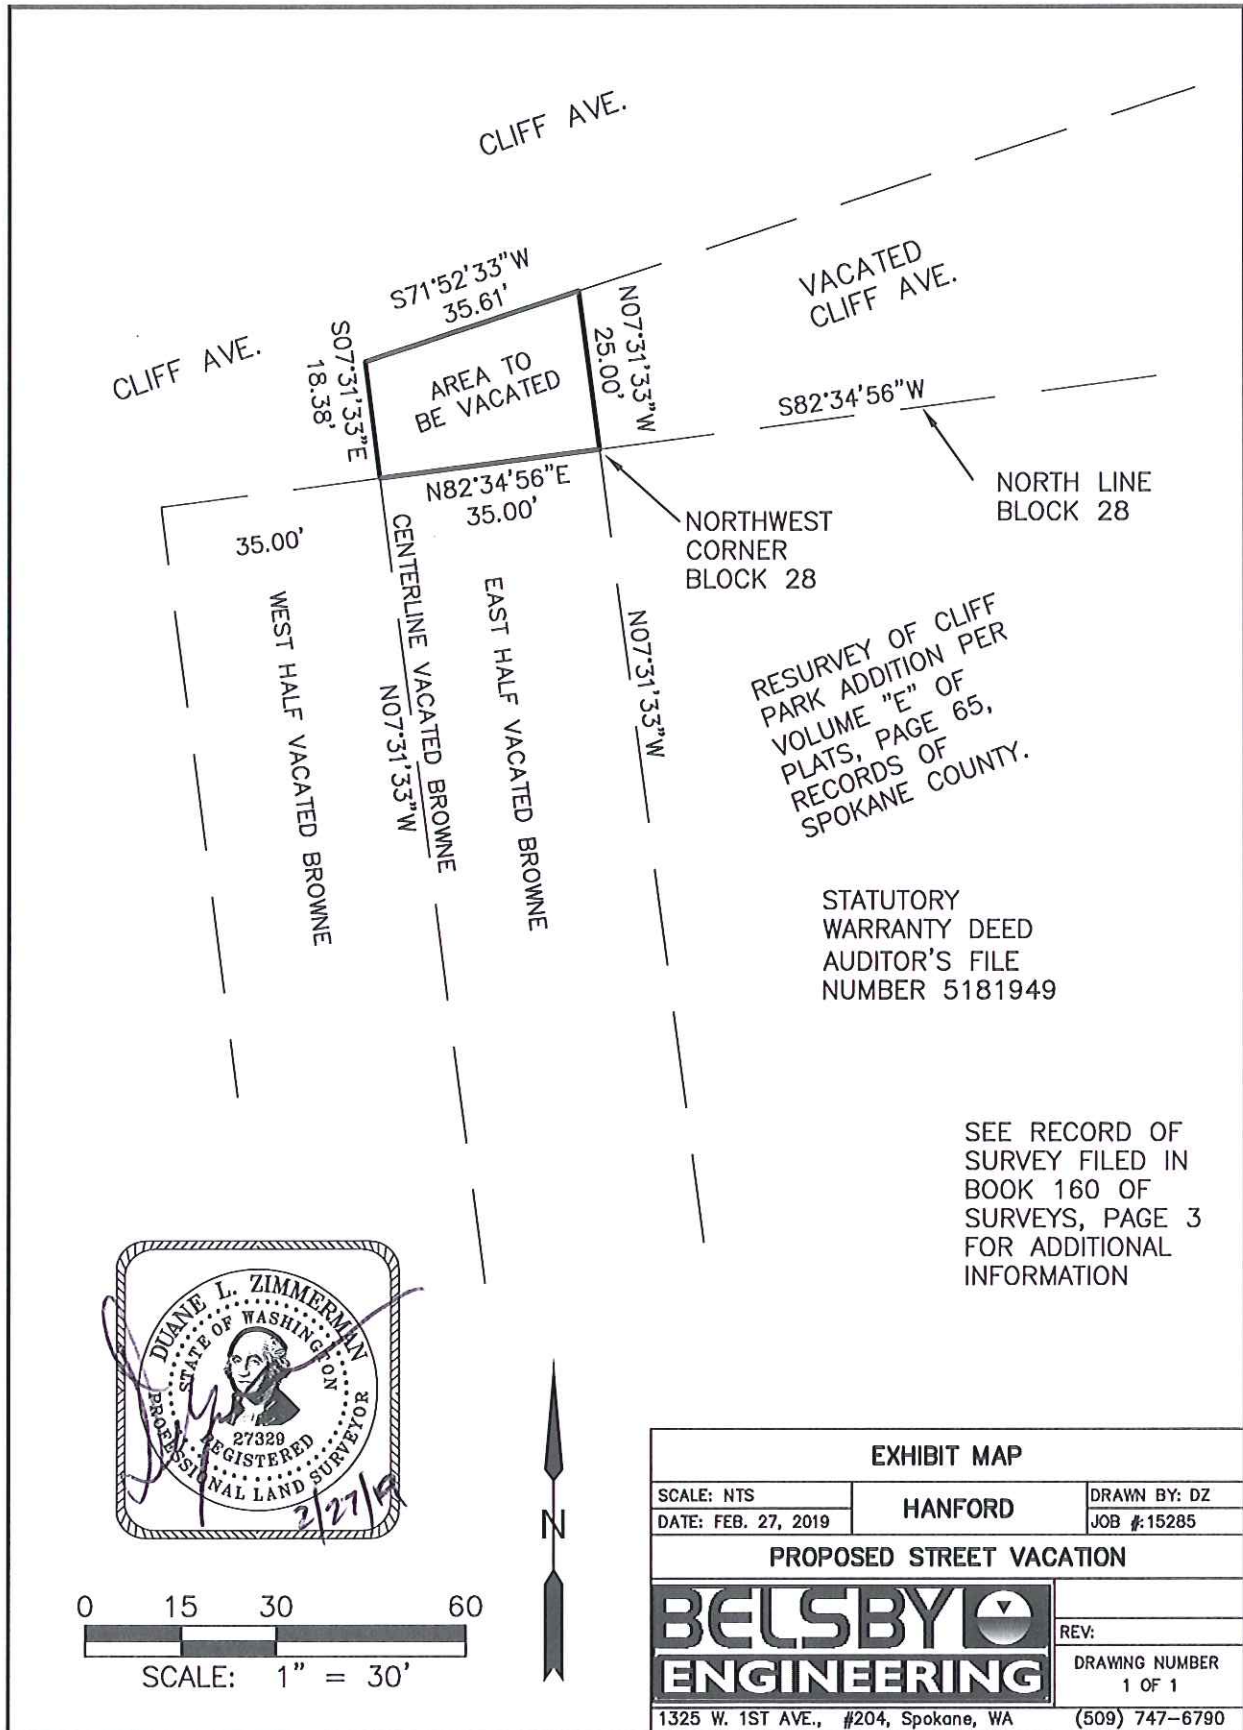 CLIFF AVE.
VACATED
CLIFF AVE.
S71°52'33"W
35.61'
CLIFF AVE.
S07°31'33"E
18.38'
AREA TO
BE VACATED
N07°31'33"W
25.00'
S82°34'56"W
N82°34'56"E
35.00'
NORTH LINE
BLOCK 28
NORTHWEST
CORNER
BLOCK 28
35.00'
WEST HALF VACATED BROWNE
CENTERLINE VACATED BROWNE
N07°31'33"W
EAST HALF VACATED BROWNE
N07°31'33"W
RESURVEY OF CLIFF
PARK ADDITION PER
VOLUME "E" OF
PLATS, PAGE 65,
RECORDS OF
SPOKANE COUNTY.
STATUTORY
WARRANTY DEED
AUDITOR'S FILE
NUMBER 5181949
SEE RECORD OF
SURVEY FILED IN
BOOK 160 OF
SURVEYS, PAGE 3
FOR ADDITIONAL
INFORMATION
DUANE L. ZIMMERMAN
STATE OF WASHINGTON
27329
REGISTERED
PROFESSIONAL LAND SURVEYOR
2/27/19
N
0 15 30 60
SCALE: 1" = 30'
EXHIBIT MAP
SCALE: NTS
DATE: FEB. 27, 2019
HANFORD
DRAWN BY: DZ
JOB #:15285
PROPOSED STREET VACATION
BELSBY
ENGINEERING
REV:
DRAWING NUMBER
1 OF 1
1325 W. 1ST AVE., #204, Spokane, WA (509) 747-6790